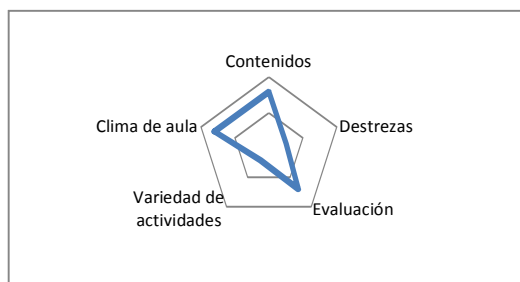 Contenidos
Clima de aula
Destrezas
Variedad de
actividades
Evaluación